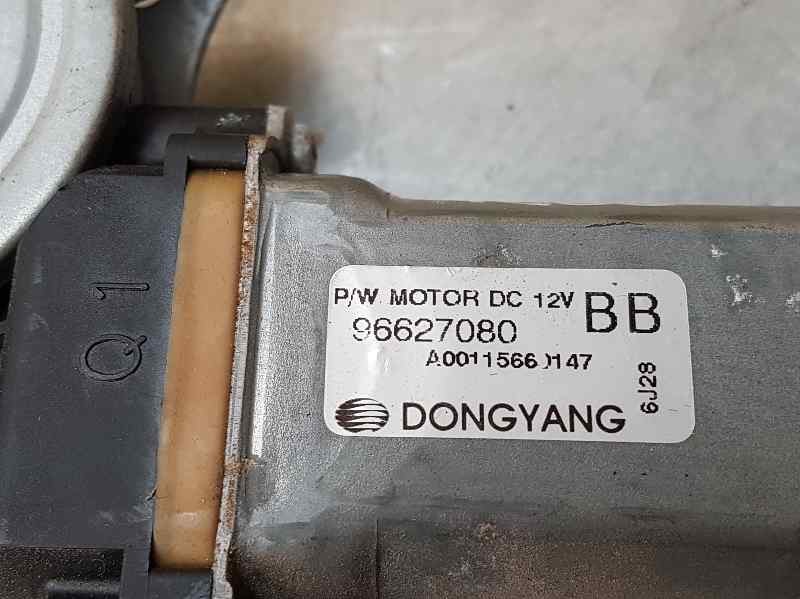 Q1
P/W MOTOR DC 12V BB
96627080
6J28
DONGYANG